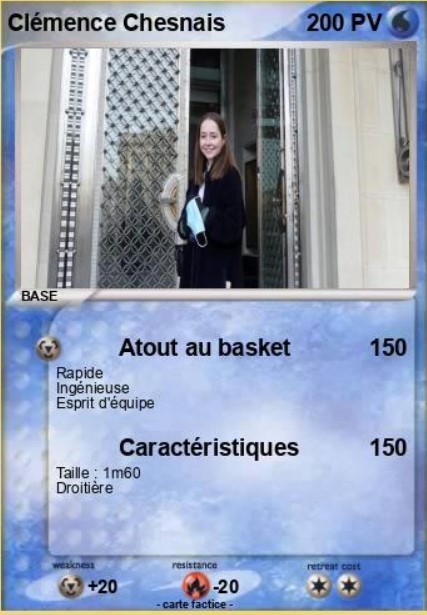 Clémence Chesnais 200 PV
BASE
Atout au basket 150
Rapide
Ingénieuse
Esprit d'équipe
Caractéristiques 150
Taille : 1m60
Droitière
weakness resistance retreat cost
+20 -20
- carte factice -